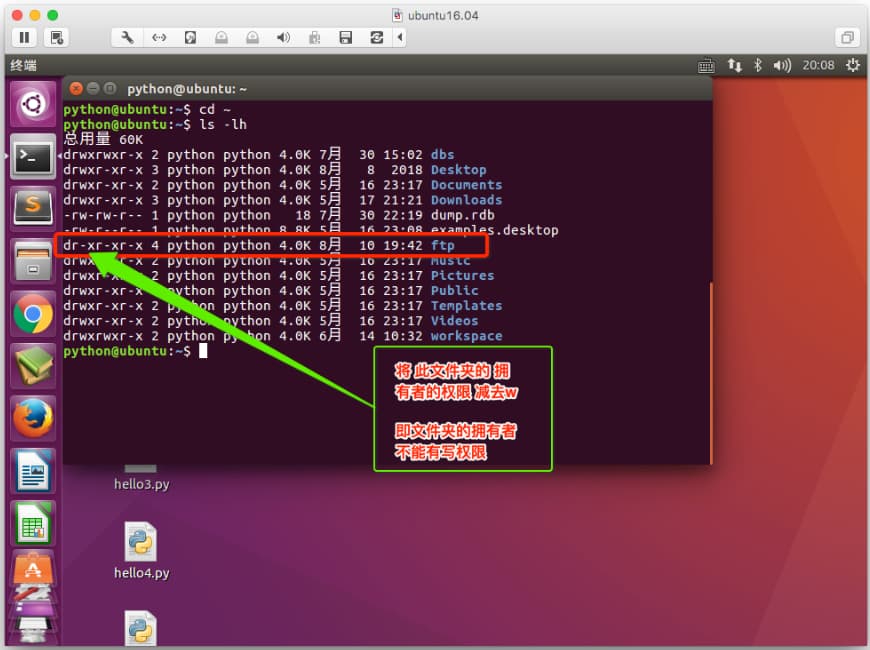 ubuntu16.04
终端
20:08
python@ubuntu: ~
python@ubuntu:~$ cd ~
python@ubuntu:~$ ls -lh
总用量 60K
drwxrwxr-x 2 python python 4.0K 7月 30 15:02 dbs
drwxr-xr-x 3 python python 4.0K 8月 8 2018 Desktop
drwxr-xr-x 2 python python 4.0K 5月 16 23:17 Documents
drwxr-xr-x 3 python python 4.0K 5月 17 21:21 Downloads
-rw-rw-r-- 1 python python 18 7月 30 22:19 dump.rdb
-rw-r--r-- 1 python python 8.8K 5月 16 23:08 examples.desktop
dr-xr-xr-x 4 python python 4.0K 8月 10 19:42 ftp
drwxr-xr-x 2 python python 4.0K 5月 16 23:17 Music
drwxr-xr-x 2 python python 4.0K 5月 16 23:17 Pictures
drwxr-xr-x 2 python python 4.0K 5月 16 23:17 Public
drwxr-xr-x 2 python python 4.0K 5月 16 23:17 Templates
drwxr-xr-x 2 python python 4.0K 5月 16 23:17 Videos
drwxrwxr-x 2 python python 4.0K 6月 14 10:32 workspace
python@ubuntu:~$
将 此文件夹的 拥
有者的权限 减去w
即文件夹的拥有者
不能有写权限
hello3.py
hello4.py